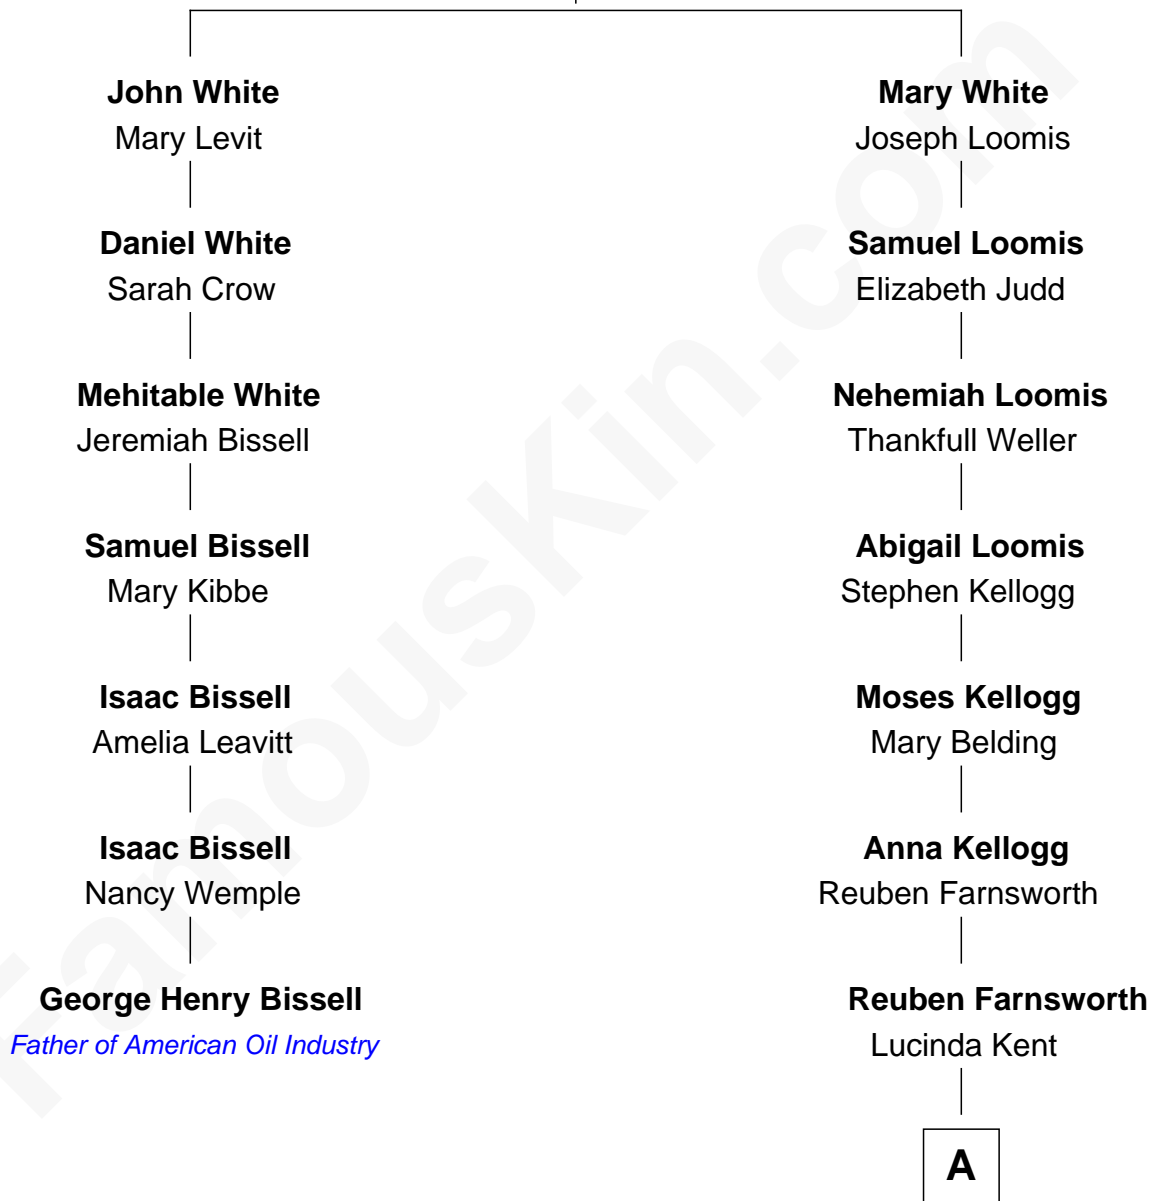 John White
Mary Levit
Daniel White
Sarah Crow
Mehitable White
Jeremiah Bissell
Samuel Bissell
Mary Kibbe
Isaac Bissell
Amelia Leavitt
Isaac Bissell
Nancy Wemple
George Henry Bissell
Father of American Oil Industry
Mary White
Joseph Loomis
Samuel Loomis
Elizabeth Judd
Nehemiah Loomis
Thankfull Weller
Abigail Loomis
Stephen Kellogg
Moses Kellogg
Mary Belding
Anna Kellogg
Reuben Farnsworth
Reuben Farnsworth
Lucinda Kent
A
FamousKin.com